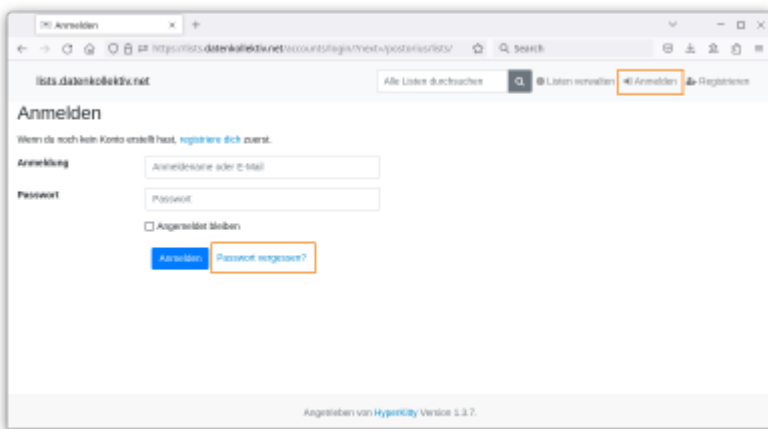 Anmelden
https://lists.datenkollektiv.net/accounts/login/?next=/postorius/lists/
Search
lists.datenkollektiv.net
Alle Listen durchsuchen
Listen verwalten
Anmelden
Registrieren
Anmelden
Wenn du noch kein Konto erstellt hast, registriere dich zuerst.
Anmeldung
Anmeldename oder E-Mail
Passwort
Passwort
Angemeldet bleiben
Anmelden
Passwort vergessen?
Angetrieben von HyperKitty Version 1.3.7.